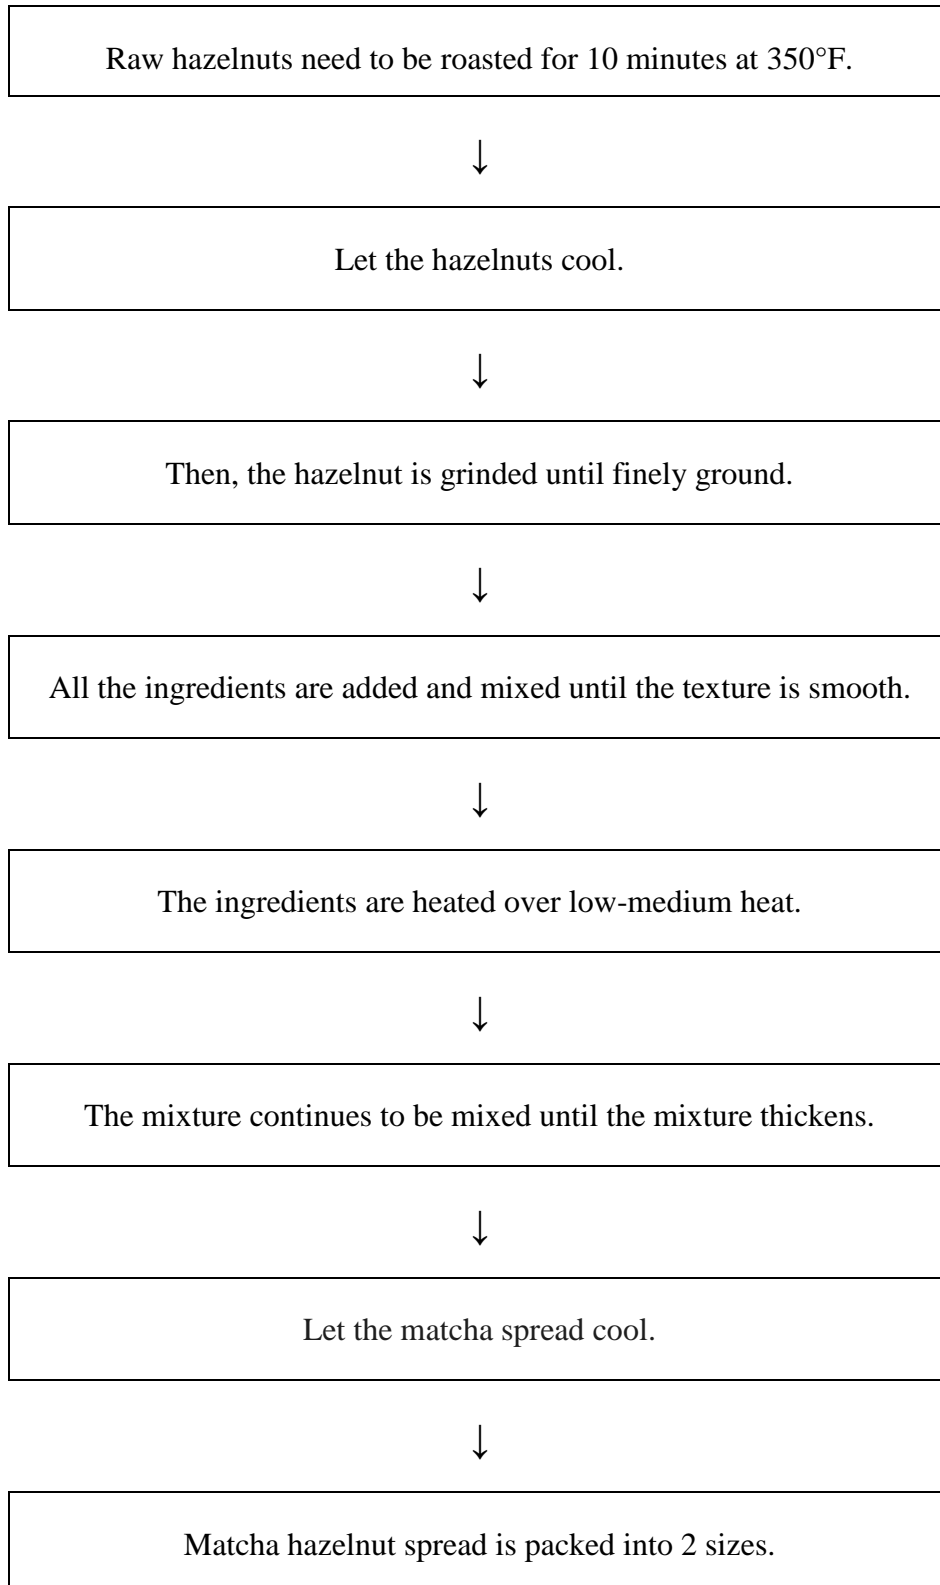 Raw hazelnuts need to be roasted for 10 minutes at 350°F.
↓
Let the hazelnuts cool.
↓
Then, the hazelnut is grinded until finely ground.
↓
All the ingredients are added and mixed until the texture is smooth.
↓
The ingredients are heated over low-medium heat.
↓
The mixture continues to be mixed until the mixture thickens.
↓
Let the matcha spread cool.
↓
Matcha hazelnut spread is packed into 2 sizes.